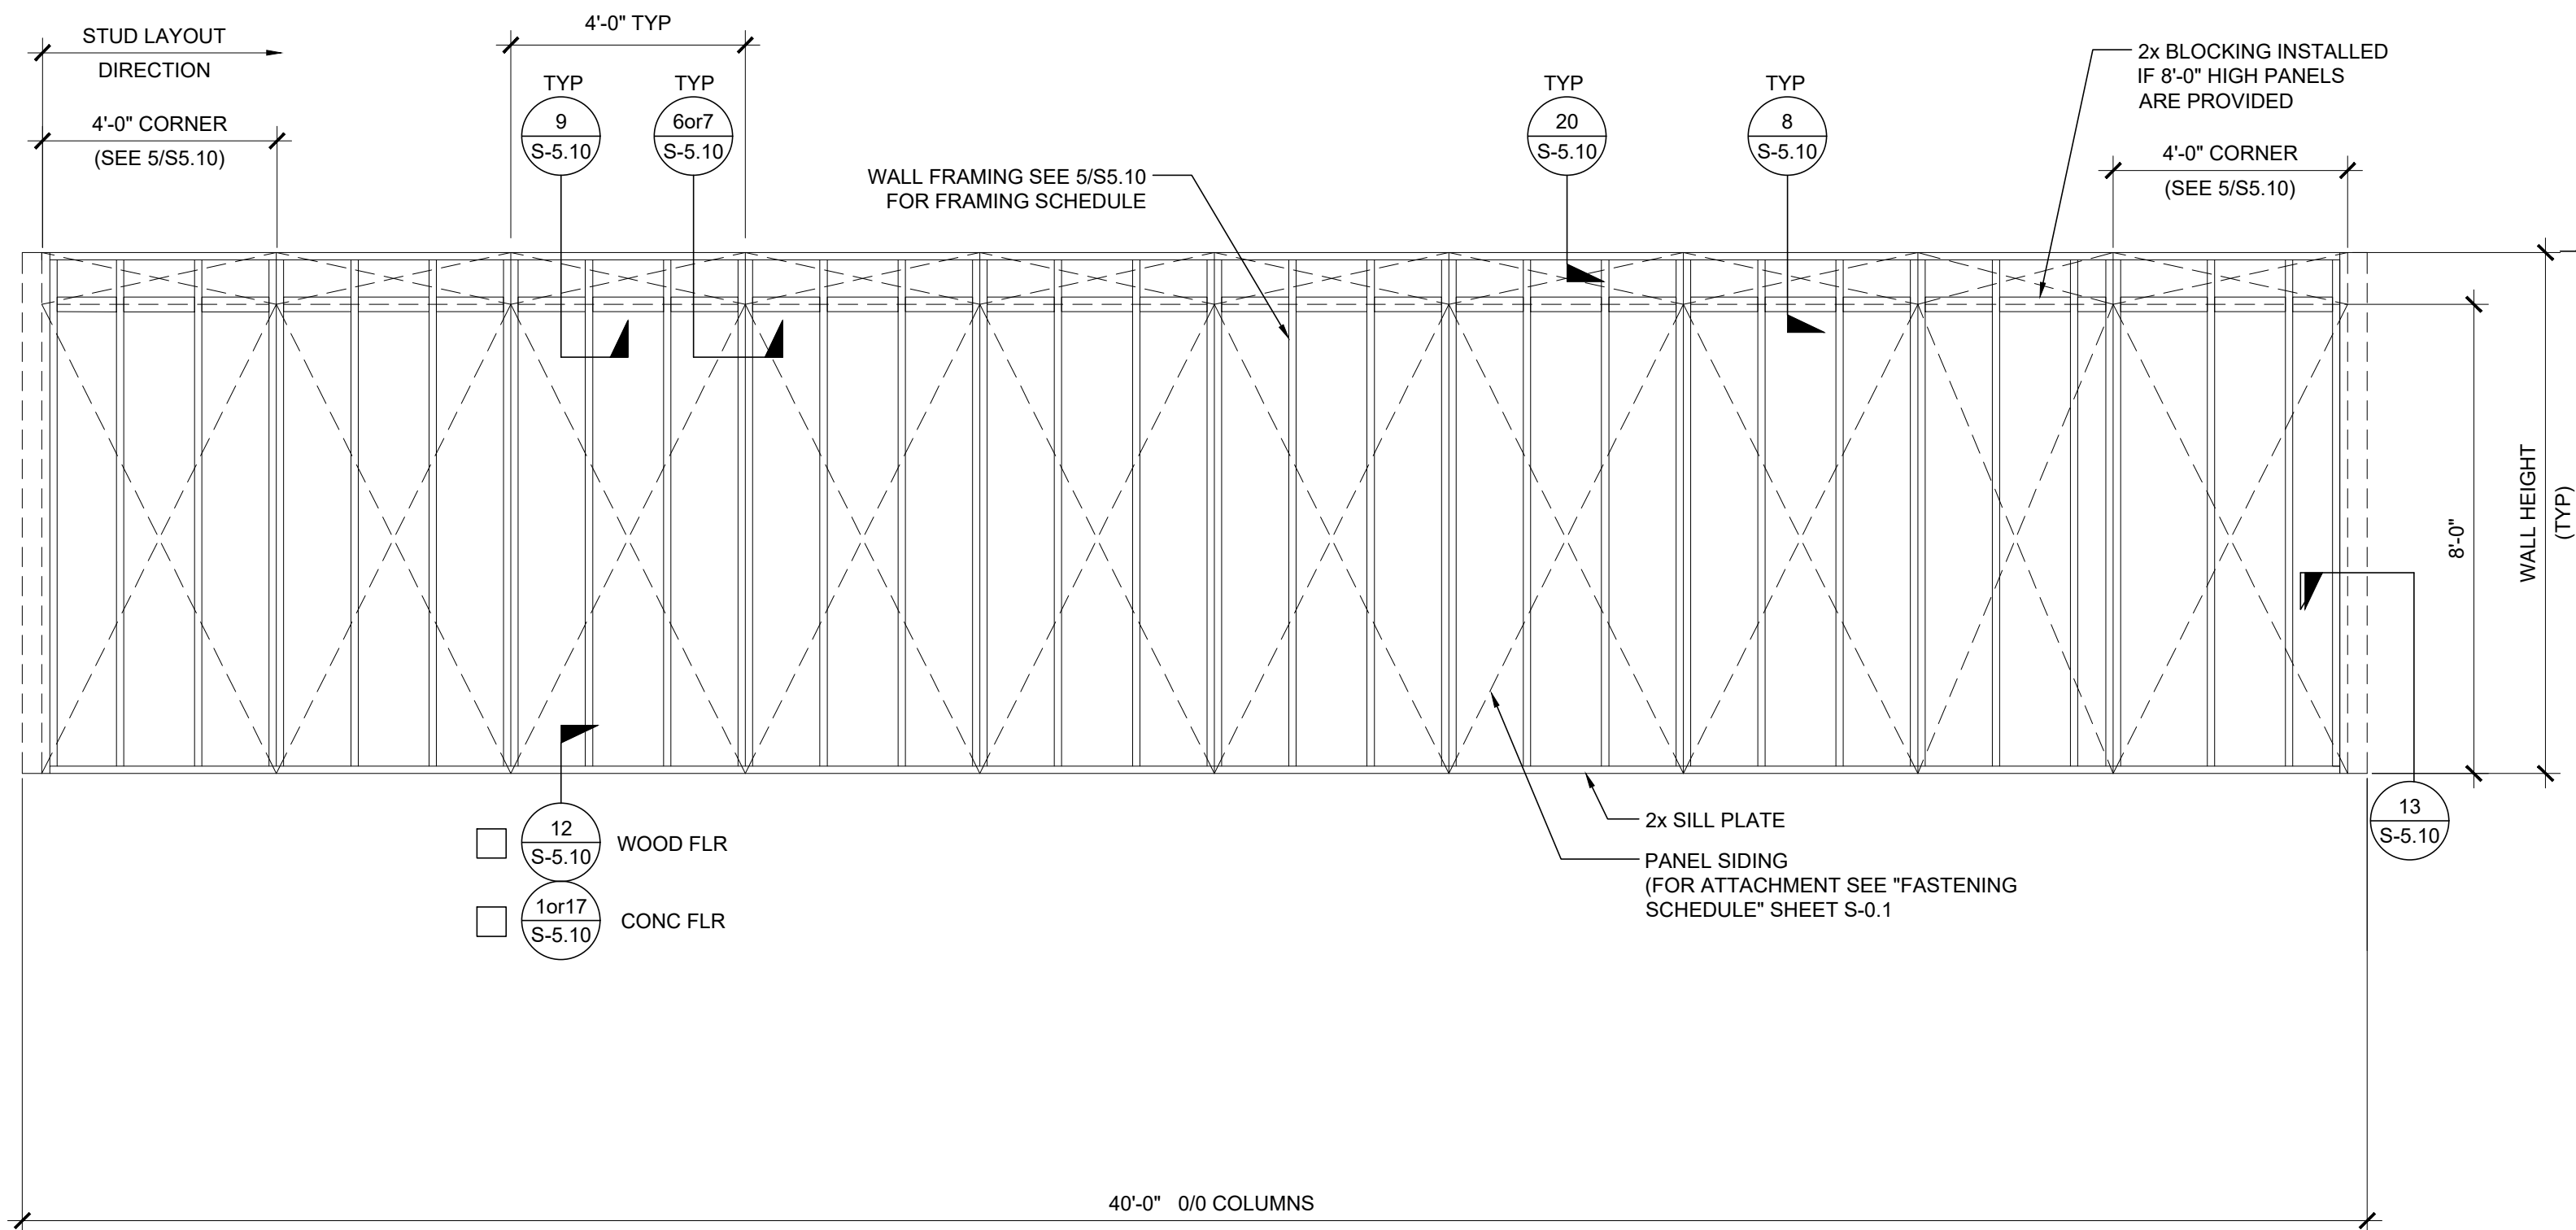 STUD LAYOUT
DIRECTION
4'-0" CORNER
(SEE 5/S5.10)
4'-0" TYP
TYP
9
S-5.10
TYP
6or7
S-5.10
WALL FRAMING SEE 5/S5.10
FOR FRAMING SCHEDULE
TYP
20
S-5.10
TYP
8
S-5.10
2x BLOCKING INSTALLED
IF 8'-0" HIGH PANELS
ARE PROVIDED
4'-0" CORNER
(SEE 5/S5.10)
8'-0"
WALL HEIGHT
(TYP)
12
S-5.10
WOOD FLR
1or17
S-5.10
CONC FLR
2x SILL PLATE
PANEL SIDING
(FOR ATTACHMENT SEE "FASTENING
SCHEDULE" SHEET S-0.1
13
S-5.10
40'-0" 0/0 COLUMNS